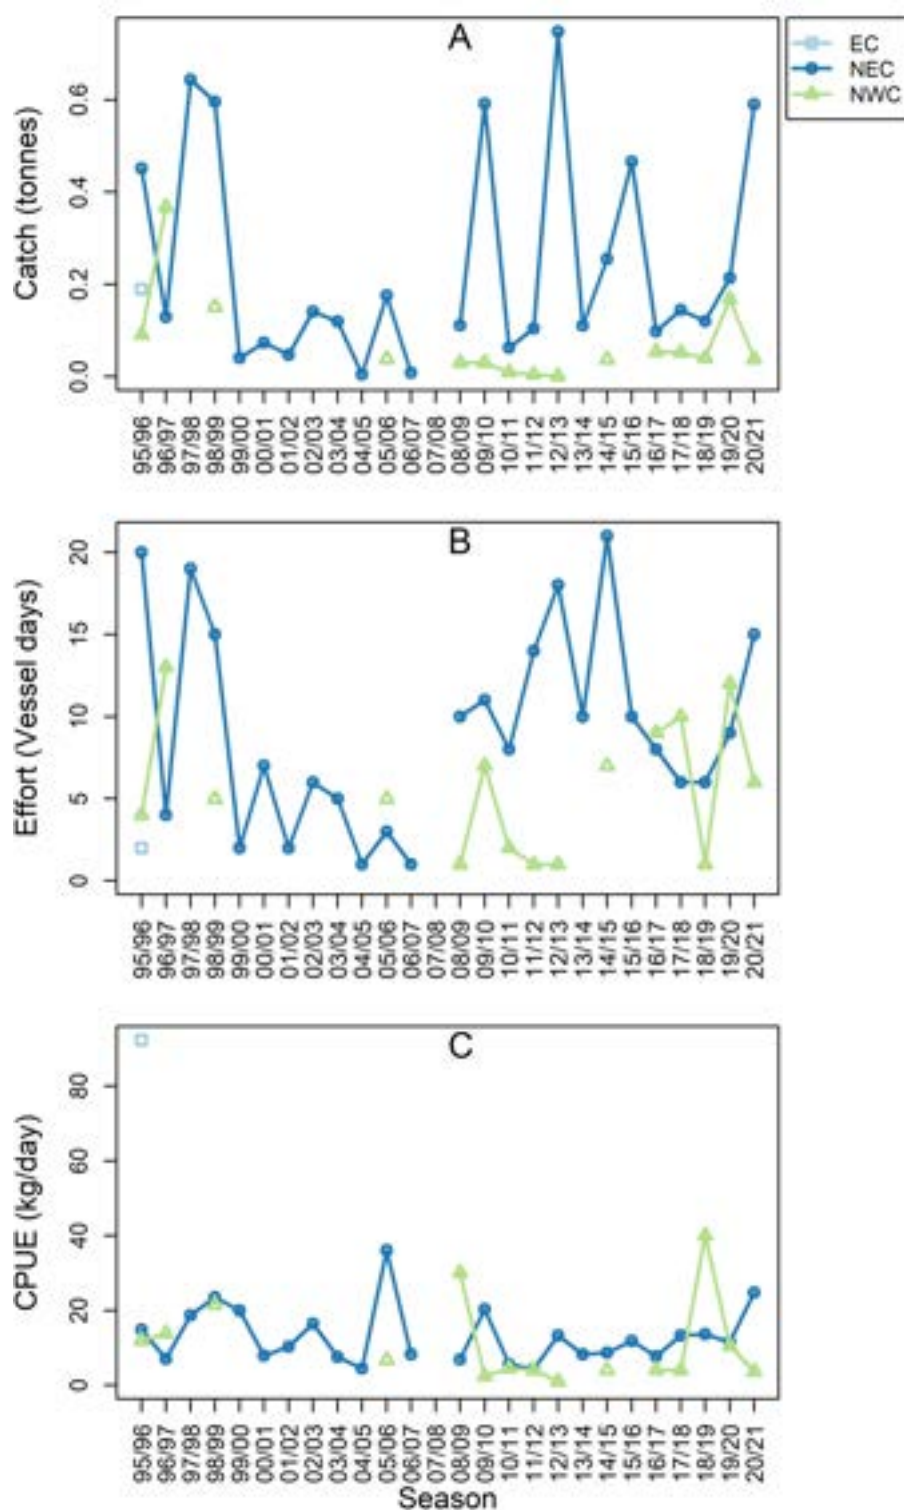 A
EC
NEC
NWC
Catch (tonnes)
0.6
0.4
0.2
0.0
95/96 96/97 97/98 98/99 99/00 00/01 01/02 02/03 03/04 04/05 05/06 06/07 07/08 08/09 09/10 10/11 11/12 12/13 13/14 14/15 15/16 16/17 17/18 18/19 19/20 20/21
B
Effort (Vessel days)
20
15
10
5
0
95/96 96/97 97/98 98/99 99/00 00/01 01/02 02/03 03/04 04/05 05/06 06/07 07/08 08/09 09/10 10/11 11/12 12/13 13/14 14/15 15/16 16/17 17/18 18/19 19/20 20/21
C
CPUE (kg/day)
80
60
40
20
0
95/96 96/97 97/98 98/99 99/00 00/01 01/02 02/03 03/04 04/05 05/06 06/07 07/08 08/09 09/10 10/11 11/12 12/13 13/14 14/15 15/16 16/17 17/18 18/19 19/20 20/21
Season